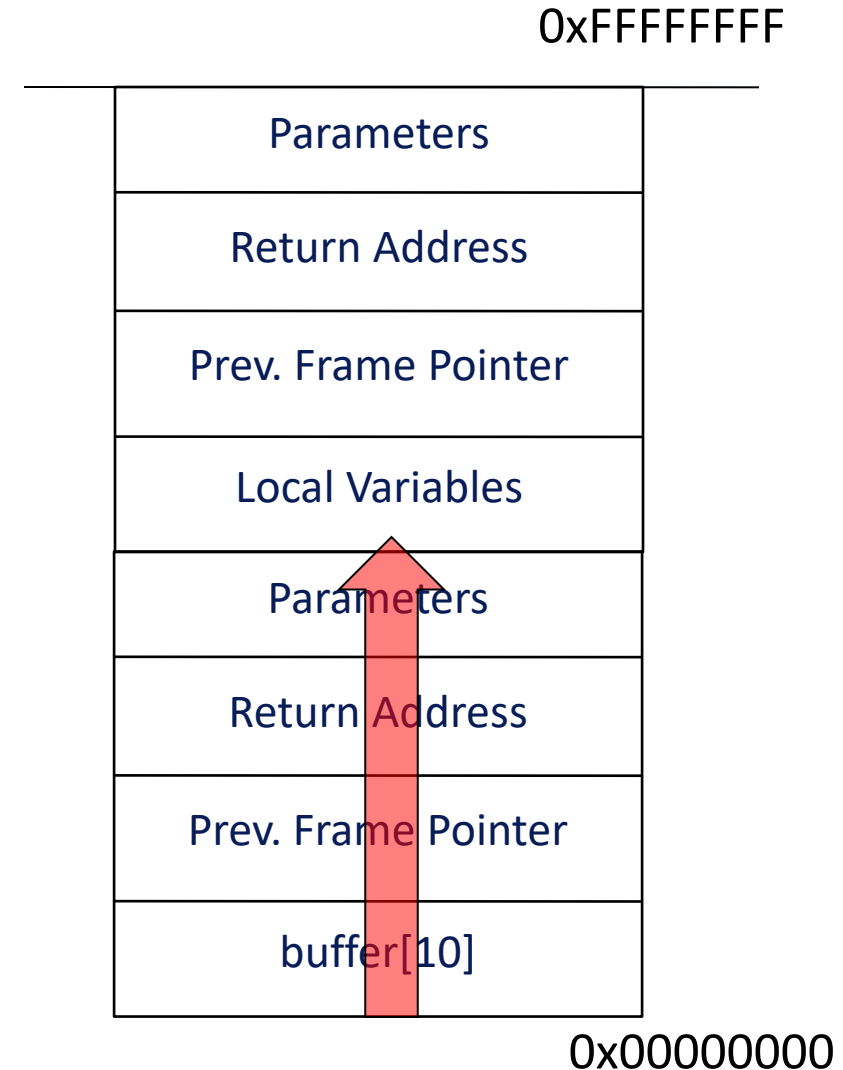 0xFFFFFFFF
Parameters
Return Address
Prev. Frame Pointer
Local Variables
Parameters
Return Address
Prev. Frame Pointer
buffer[10]
0x00000000